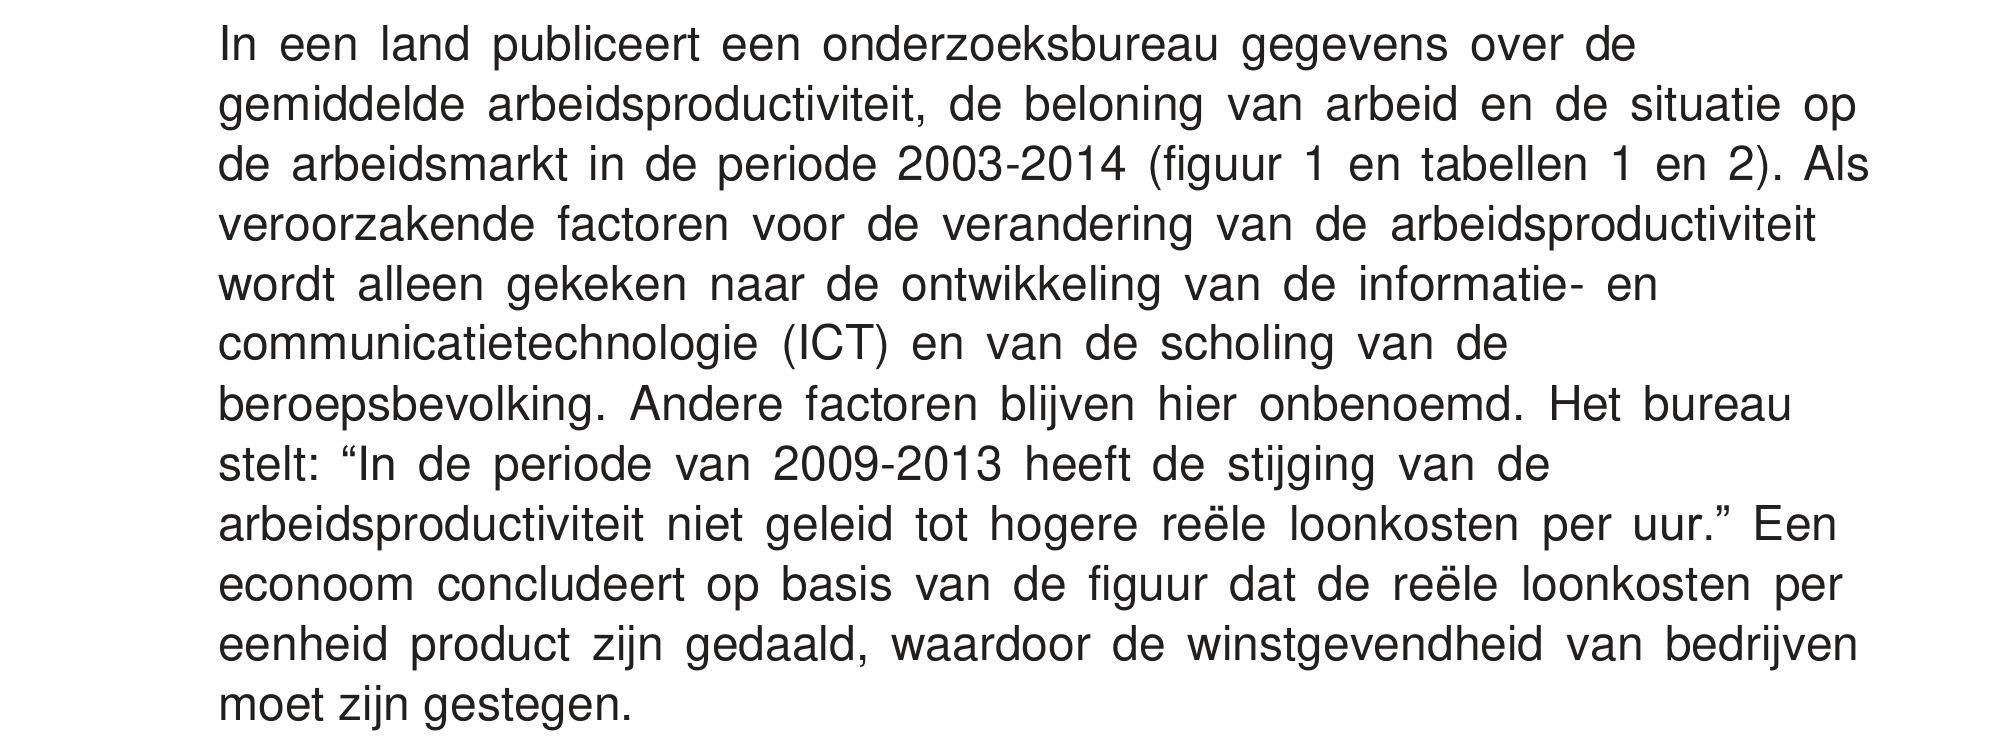 In een land publiceert een onderzoeksbureau gegevens over de
gemiddelde arbeidsproductiviteit, de beloning van arbeid en de situatie op
de arbeidsmarkt in de periode 2003-2014 (figuur 1 en tabellen 1 en 2). Als
veroorzakende factoren voor de verandering van de arbeidsproductiviteit
wordt alleen gekeken naar de ontwikkeling van de informatie- en
communicatietechnologie (ICT) en van de scholing van de
beroepsbevolking. Andere factoren blijven hier onbenoemd. Het bureau
stelt: “In de periode van 2009-2013 heeft de stijging van de
arbeidsproductiviteit niet geleid tot hogere reële loonkosten per uur.” Een
econoom concludeert op basis van de figuur dat de reële loonkosten per
eenheid product zijn gedaald, waardoor de winstgevendheid van bedrijven
moet zijn gestegen.